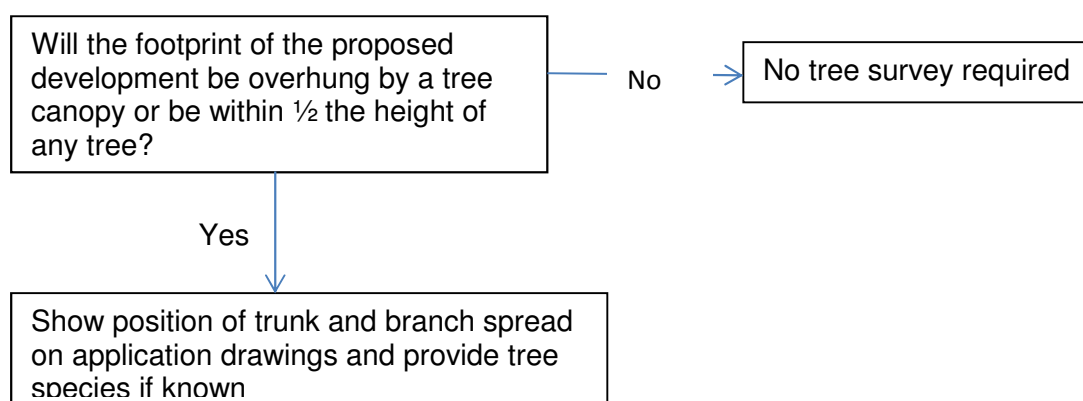 Will the footprint of the proposed
development be overhung by a tree
canopy or be within ½ the height of
any tree?
No
No tree survey required
Yes
Show position of trunk and branch spread
on application drawings and provide tree
species if known